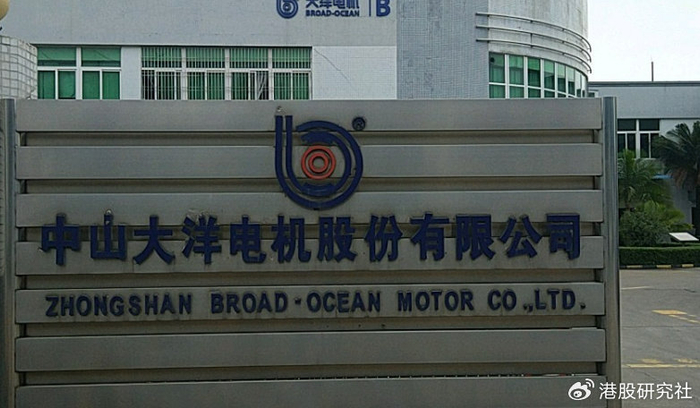 大洋电机 B
BROAD-OCEAN
®
中山大洋电机股份有限公司
ZHONGSHAN BROAD-OCEAN MOTOR CO.,LTD.
港股研究社